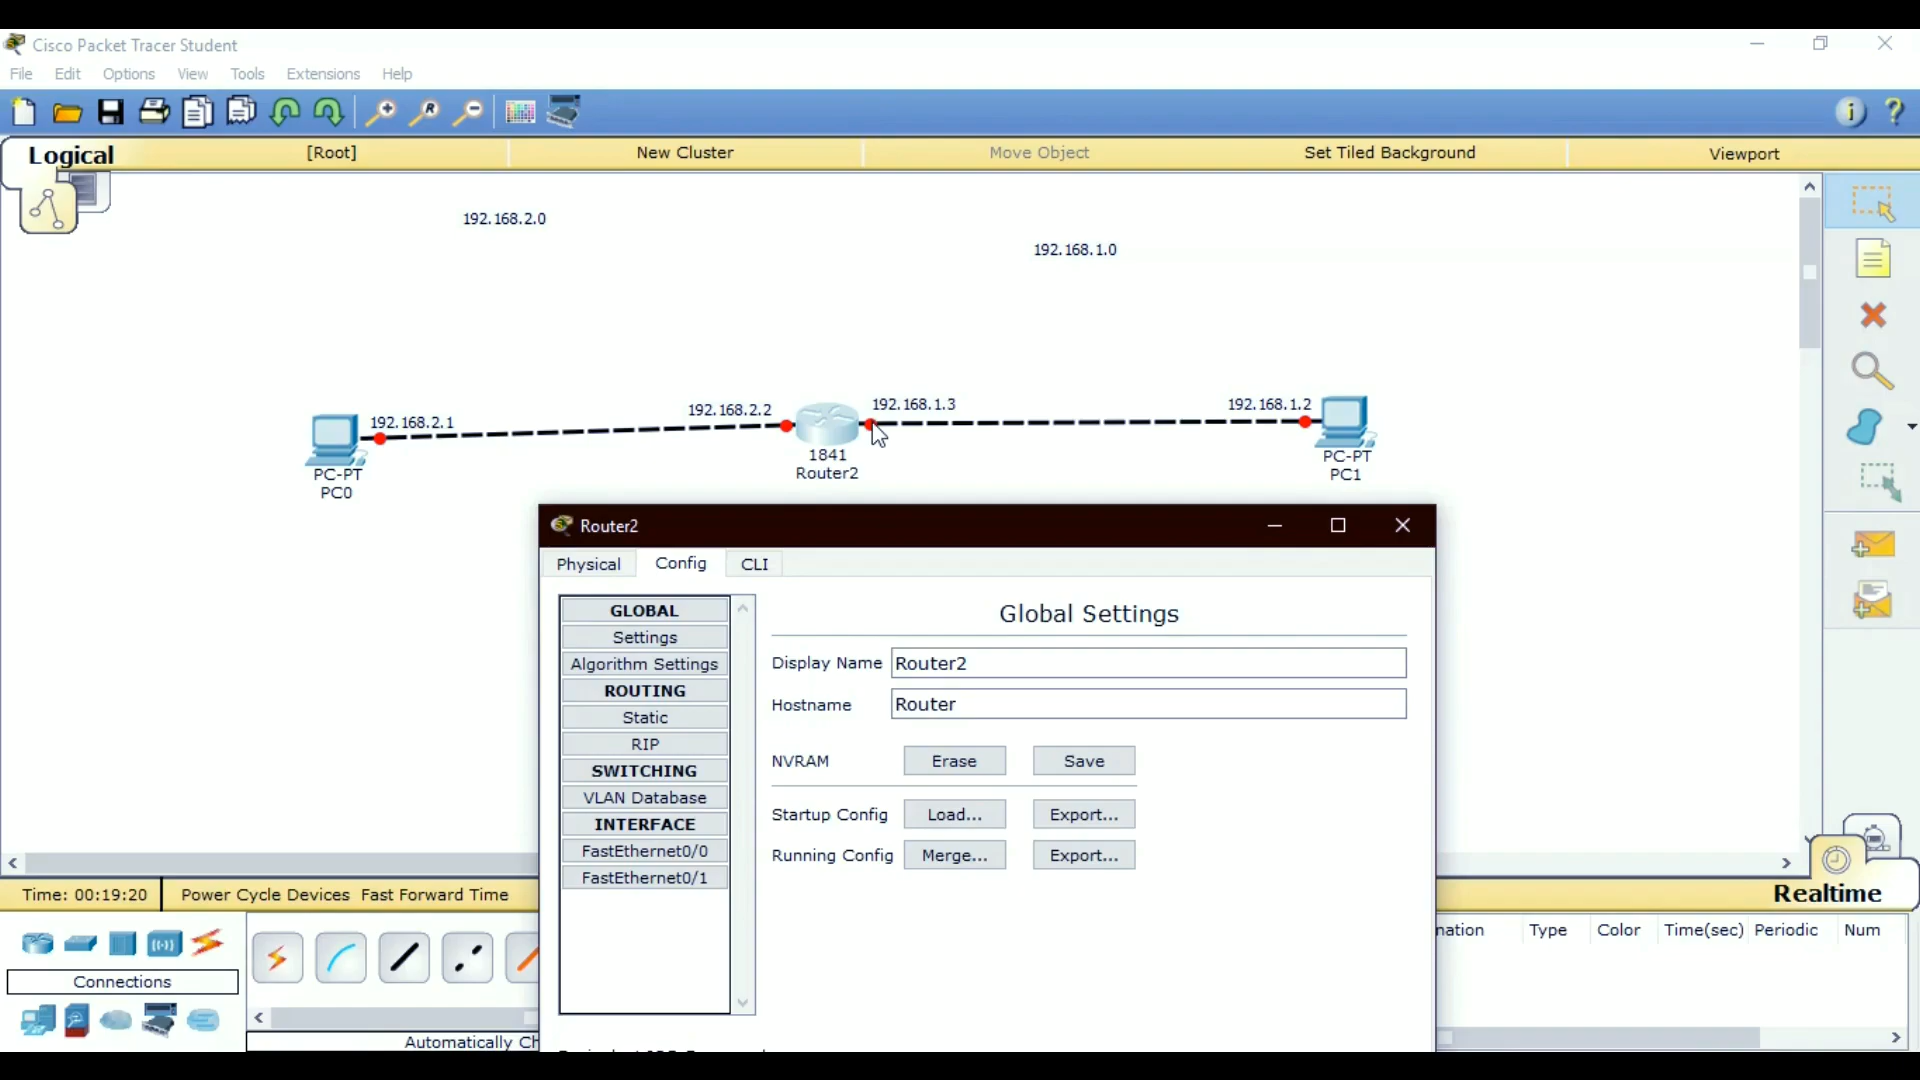 Cisco Packet Tracer Student
File Edit Options View Tools Extensions Help
Logical [Root] New Cluster Move Object Set Tiled Background Viewport
192.168.2.0
192.168.1.0
192.168.2.1 192.168.2.2 192.168.1.3 192.168.1.2
PC-PT
PC0
1841
Router2
PC-PT
PC1
Router2
Physical Config CLI
GLOBAL
Settings
Algorithm Settings
ROUTING
Static
RIP
SWITCHING
VLAN Database
INTERFACE
FastEthernet0/0
FastEthernet0/1
Global Settings
Display Name Router2
Hostname Router
NVRAM Erase Save
Startup Config Load... Export...
Running Config Merge... Export...
Time: 00:19:20 Power Cycle Devices Fast Forward Time
Realtime
Connections
Automatically Ch
nation Type Color Time(sec) Periodic Num